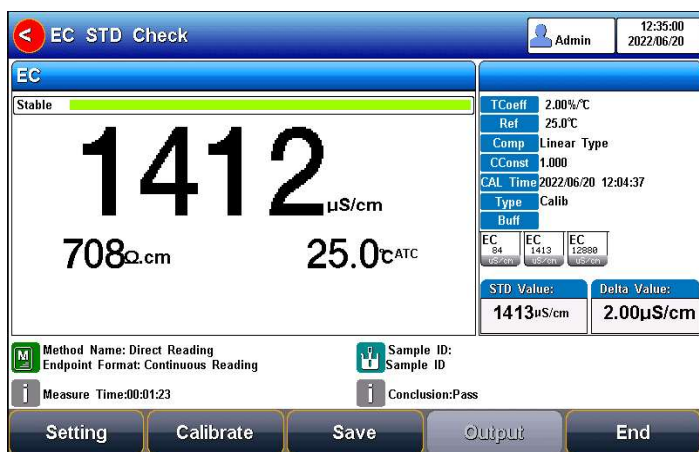 <
EC STD Check
Admin
12:35:00
2022/06/20
EC
Stable
1412 µS/cm
708Ω.cm
25.0℃ ATC
TCoeff 2.00%/℃
Ref 25.0℃
Comp Linear Type
CConst 1.000
CAL Time 2022/06/20 12:04:37
Type Calib
Buff
EC 84 uS/cm
EC 1413 uS/cm
EC 12880 uS/cm
STD Value:
1413µS/cm
Delta Value:
2.00µS/cm
M
Method Name: Direct Reading
Endpoint Format: Continuous Reading
Sample ID:
Sample ID
i
Measure Time:00:01:23
i
Conclusion:Pass
Setting
Calibrate
Save
Output
End